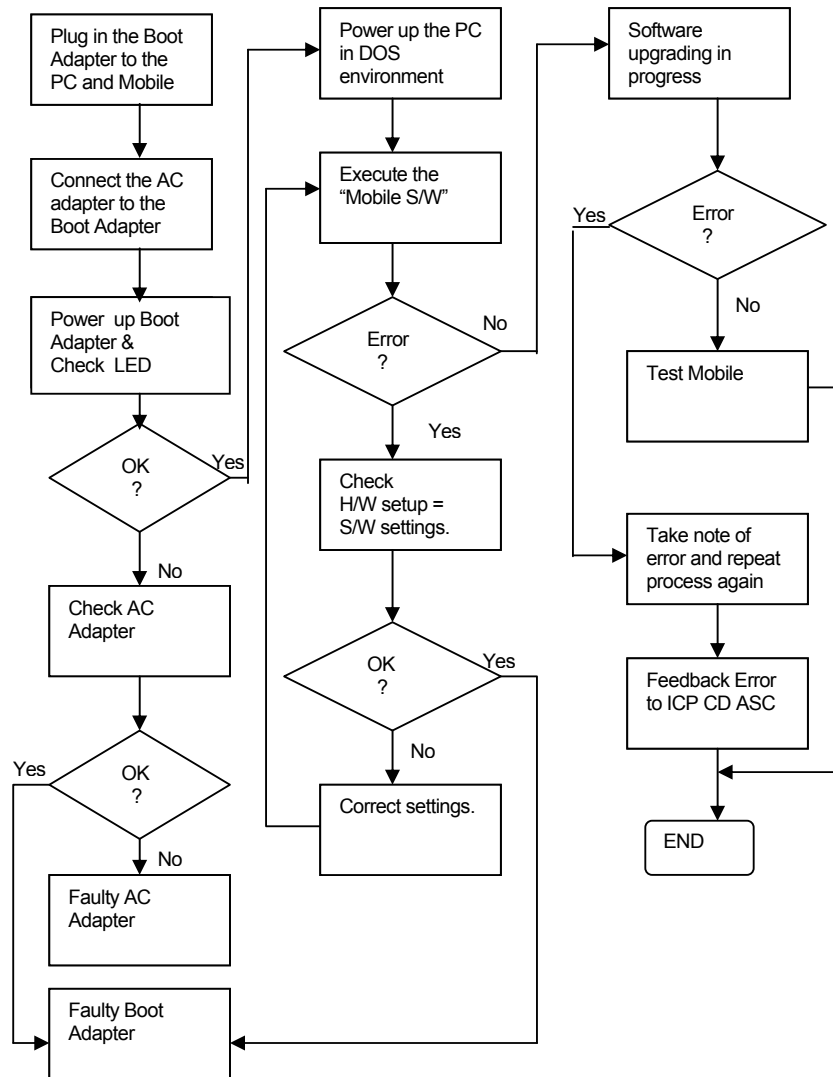 Plug in the Boot
Adapter to the
PC and Mobile
Connect the AC
adapter to the
Boot Adapter
Power up Boot
Adapter &
Check LED
OK
?
Yes
No
Check AC
Adapter
OK
?
Yes
No
Faulty AC
Adapter
Faulty Boot
Adapter
Power up the PC
in DOS
environment
Execute the
“Mobile S/W”
Error
?
No
Yes
Check
H/W setup =
S/W settings.
OK
?
Yes
No
Correct settings.
Software
upgrading in
progress
Error
?
Yes
No
Test Mobile
Take note of
error and repeat
process again
Feedback Error
to ICP CD ASC
END